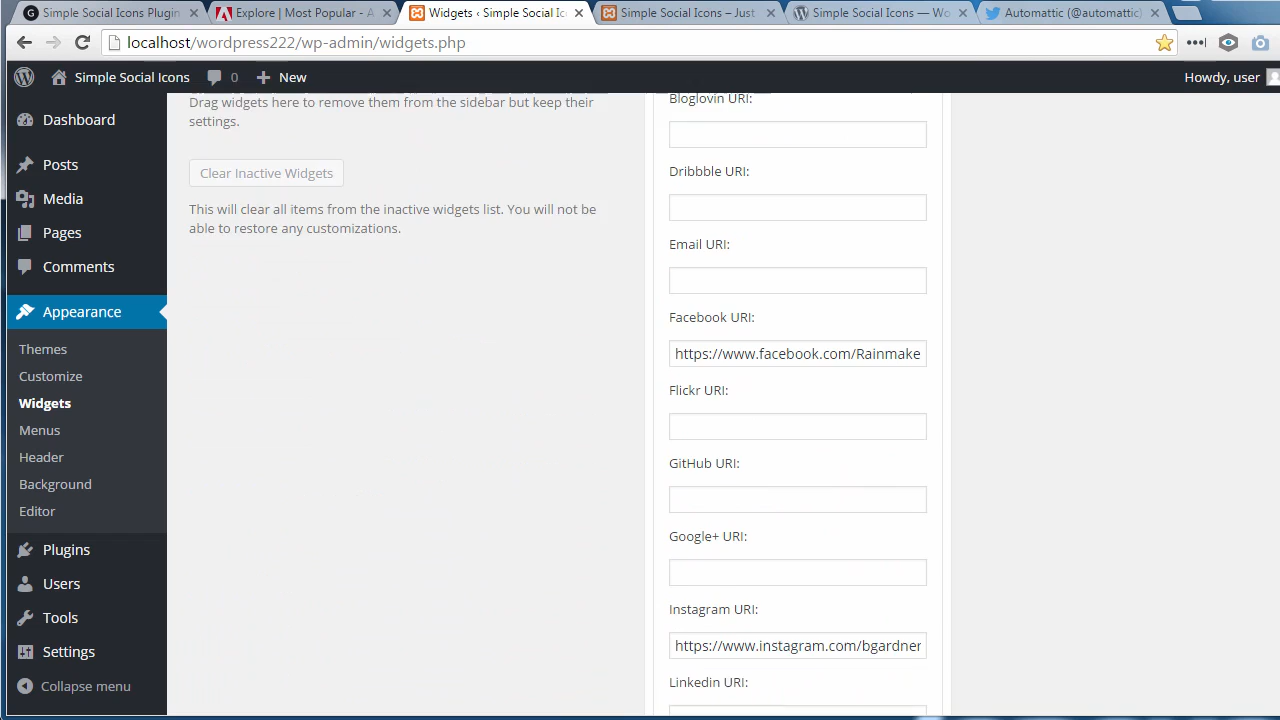 Simple Social Icons Plugin
Explore | Most Popular - A
Widgets ‹ Simple Social Ico
Simple Social Icons – Just
Simple Social Icons — Wo
Automattic (@automattic)
localhost/wordpress222/wp-admin/widgets.php
Simple Social Icons
0
New
Howdy, user
Dashboard
Posts
Media
Pages
Comments
Appearance
Themes
Customize
Widgets
Menus
Header
Background
Editor
Plugins
Users
Tools
Settings
Collapse menu
Drag widgets here to remove them from the sidebar but keep their
settings.
Clear Inactive Widgets
This will clear all items from the inactive widgets list. You will not be
able to restore any customizations.
Bloglovin URI:
Dribbble URI:
Email URI:
Facebook URI:
https://www.facebook.com/Rainmake
Flickr URI:
GitHub URI:
Google+ URI:
Instagram URI:
https://www.instagram.com/bgardner
Linkedin URI: